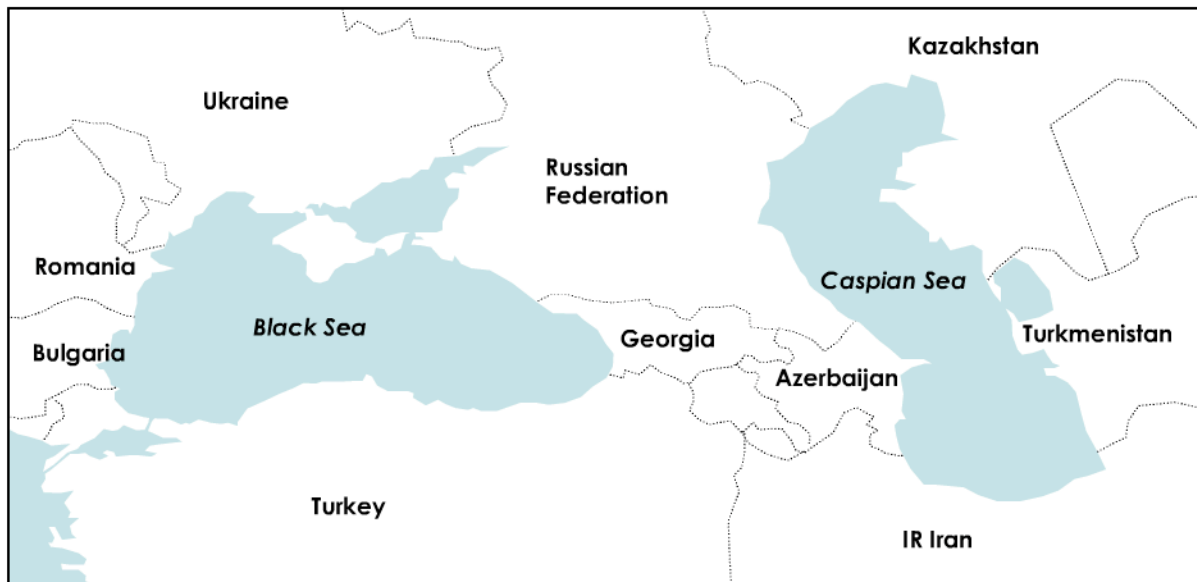 Kazakhstan
Ukraine
Russian
Federation
Romania
Caspian Sea
Black Sea
Georgia
Turkmenistan
Bulgaria
Azerbaijan
Turkey
IR Iran